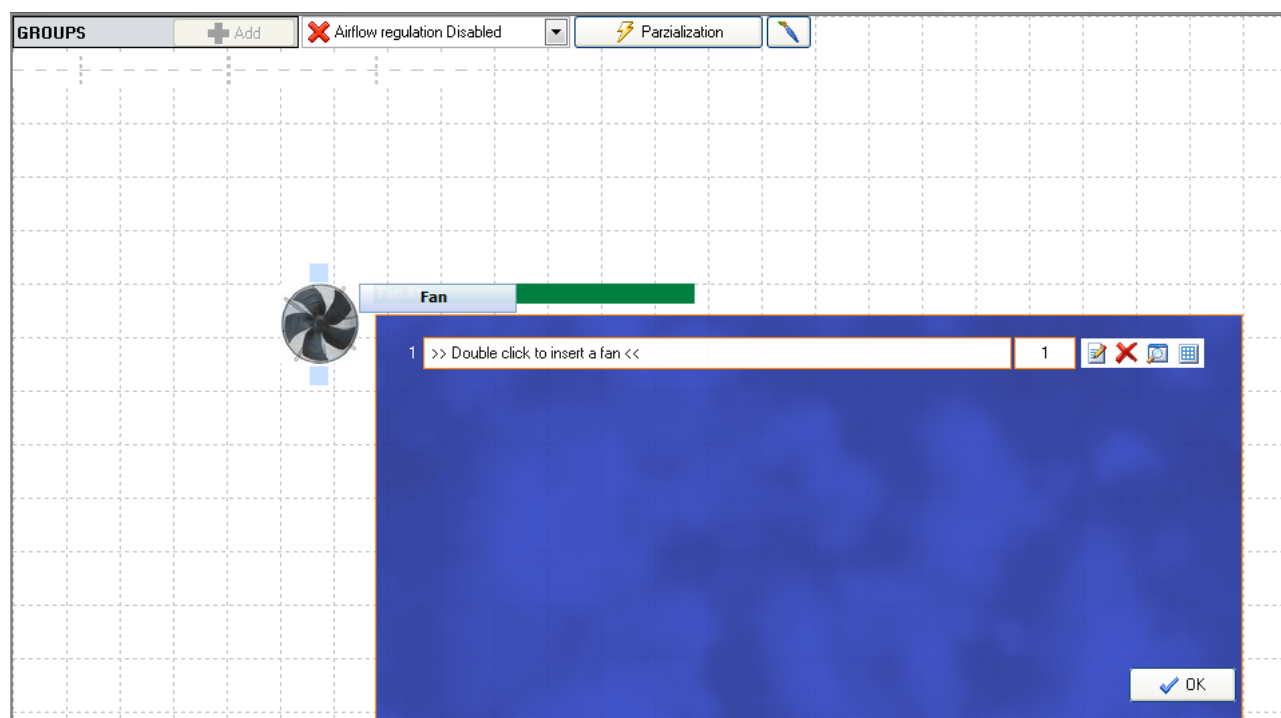 GROUPS Add Airflow regulation Disabled Parzialization
Fan
1 >> Double click to insert a fan << 1
OK